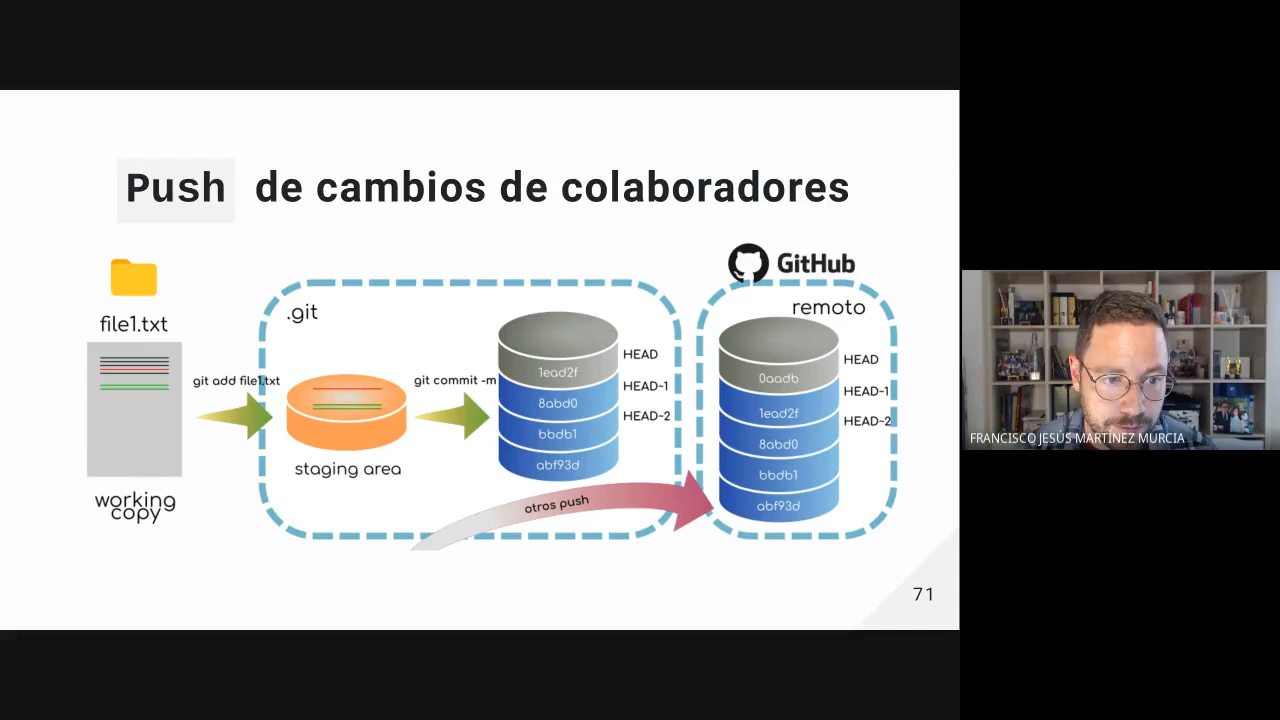 Push de cambios de colaboradores
GitHub
remoto
file1.txt
.git
git add file1.txt
git commit -m
HEAD
HEAD~1
HEAD~2
1ead2f
8abd0
bbdb1
abf93d
HEAD
HEAD~1
HEAD~2
0aadb
1ead2f
8abd0
bbdb1
abf93d
staging area
working
copy
otros push
71
FRANCISCO JESÚS MARTÍNEZ MURCIA